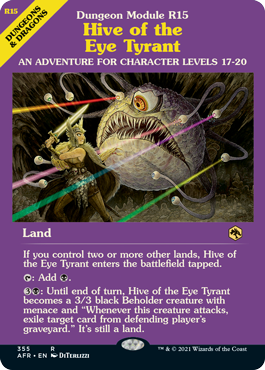 R15
DUNGEONS
& DRAGONS
Dungeon Module R15
Hive of the
Eye Tyrant
AN ADVENTURE FOR CHARACTER LEVELS 17-20
Land
If you control two or more other lands, Hive of
the Eye Tyrant enters the battlefield tapped.
: Add .
3: Until end of turn, Hive of the Eye Tyrant
becomes a 3/3 black Beholder creature
with menace and “Whenever this creature attacks,
exile target card from defending player’s
graveyard.” It’s still a land.
355 R
AFR • EN DiTerlizzi
™ & © 2021 Wizards of the Coast